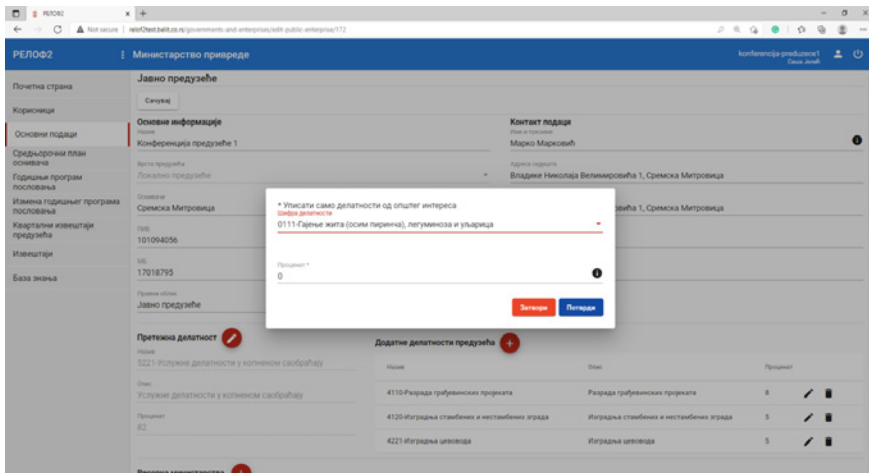 РЕЛОФ2
Not secure | relof2test.belit.co.rs/governments-and-enterprises/edit-public-enterprise/172
РЕЛОФ2
Министарство привреде
konferencija-preduzece1
Почетна страна
Корисници
Основни подаци
Средњорочни план
оснивача
Годишњи програм
пословања
Измена годишњег програма
пословања
Квартални извештаји
предузећа
Извештаји
База знања
Јавно предузеће
Сачувај
Основне информације
Назив
Конференција предузеће 1
Врста предузећа
Локално предузеће
Оснивачи
Сремска Митровица
ПИБ
101094056
МБ
17018795
Правни облик
Јавно предузеће
Контакт подаци
Име и презиме
Марко Марковић
Адреса седишта
Владике Николаја Велимировића 1, Сремска Митровица
овића 1, Сремска Митровица
* Уписати само делатности од општег интереса
Шифра делатности
0111-Гајење жита (осим пиринча), легуминоза и уљарица
Проценат *
0
Затвори
Потврди
Претежна делатност
Назив
5221-Услужне делатности у копненом саобраћају
Опис
Услужне делатности у копненом саобраћају
Проценат
82
Додатне делатности предузећа
Назив Опис Проценат
4110-Разрада грађевинских пројеката Разрада грађевинских пројеката 8
4120-Изградња стамбених и нестамбених зграда Изградња стамбених и нестамбених зграда 5
4221-Изградња цевовода Изградња цевовода 5
Ресорна министарства